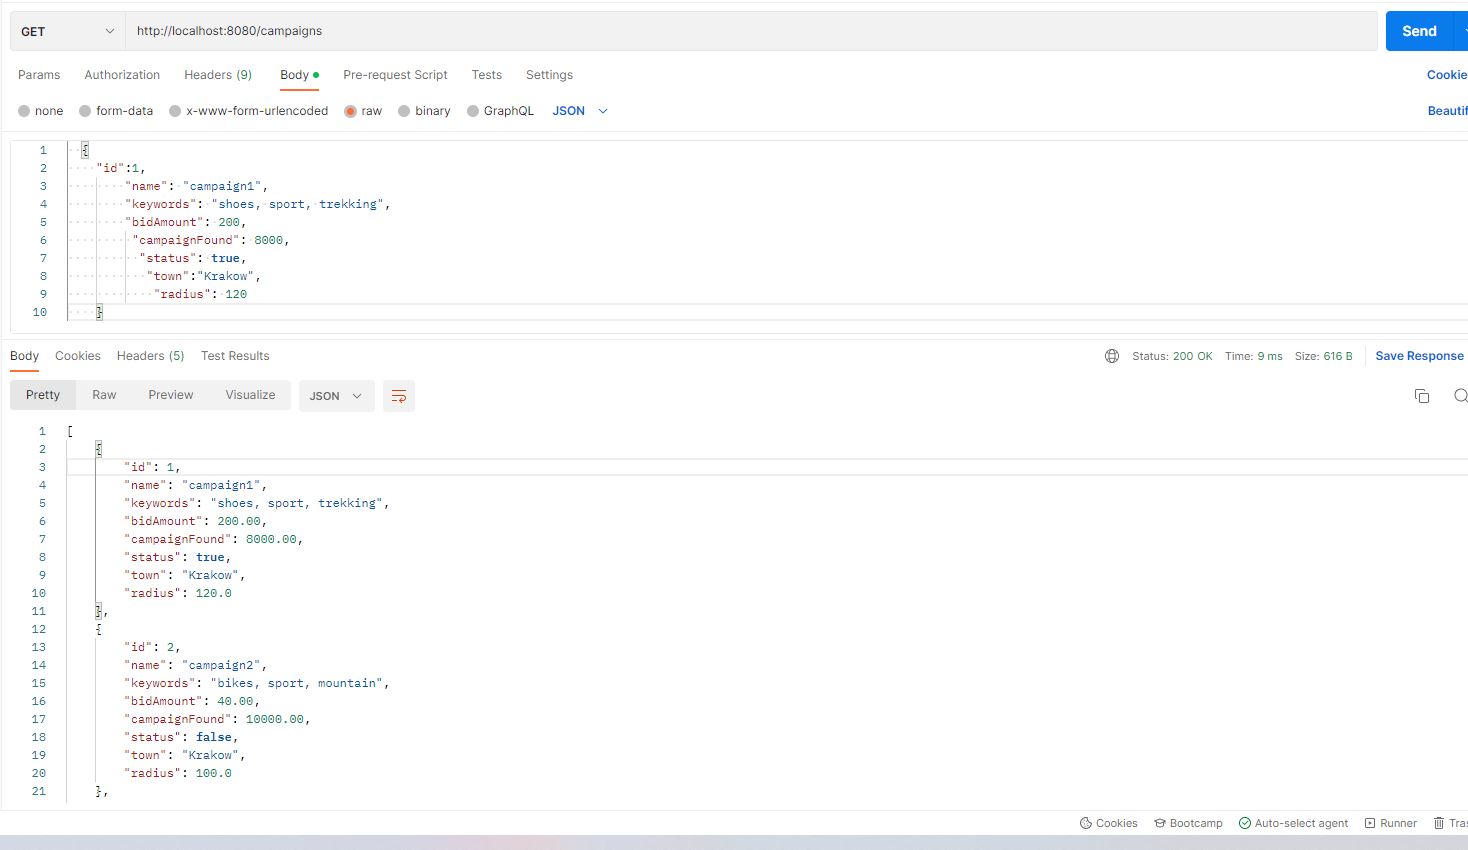 GET http://localhost:8080/campaigns Send
Params Authorization Headers (9) Body Pre-request Script Tests Settings Cookie
none form-data x-www-form-urlencoded raw binary GraphQL JSON Beautif
1 {
2 "id":1,
3 "name": "campaign1",
4 "keywords": "shoes, sport, trekking",
5 "bidAmount": 200,
6 "campaignFound": 8000,
7 "status": true,
8 "town":"Krakow",
9 "radius": 120
10 }
Body Cookies Headers (5) Test Results Status: 200 OK Time: 9 ms Size: 616 B Save Response
Pretty Raw Preview Visualize JSON
1 [
2 {
3 "id": 1,
4 "name": "campaign1",
5 "keywords": "shoes, sport, trekking",
6 "bidAmount": 200.00,
7 "campaignFound": 8000.00,
8 "status": true,
9 "town": "Krakow",
10 "radius": 120.0
11 },
12 {
13 "id": 2,
14 "name": "campaign2",
15 "keywords": "bikes, sport, mountain",
16 "bidAmount": 40.00,
17 "campaignFound": 10000.00,
18 "status": false,
19 "town": "Krakow",
20 "radius": 100.0
21 },
Cookies Bootcamp Auto-select agent Runner Tras